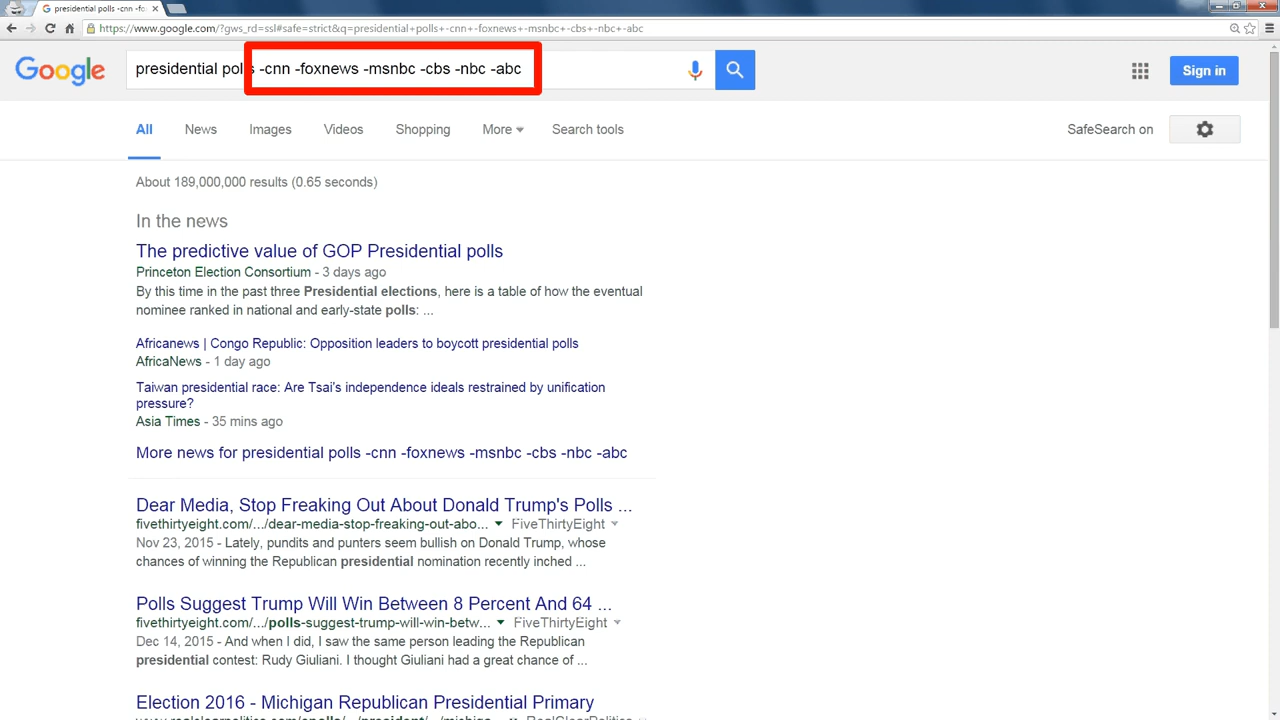 presidential polls -cnn -fo
https://www.google.com/?gws_rd=ssl#safe=strict&q=presidential+polls+-cnn+-foxnews+-msnbc+-cbs+-nbc+-abc
Google
presidential polls -cnn -foxnews -msnbc -cbs -nbc -abc
Sign in
All News Images Videos Shopping More Search tools
SafeSearch on
About 189,000,000 results (0.65 seconds)
In the news
The predictive value of GOP Presidential polls
Princeton Election Consortium - 3 days ago
By this time in the past three Presidential elections, here is a table of how the eventual
nominee ranked in national and early-state polls: ...
Africanews | Congo Republic: Opposition leaders to boycott presidential polls
AfricaNews - 1 day ago
Taiwan presidential race: Are Tsai's independence ideals restrained by unification
pressure?
Asia Times - 35 mins ago
More news for presidential polls -cnn -foxnews -msnbc -cbs -nbc -abc
Dear Media, Stop Freaking Out About Donald Trump's Polls ...
fivethirtyeight.com/.../dear-media-stop-freaking-out-abo... FiveThirtyEight
Nov 23, 2015 - Lately, pundits and punters seem bullish on Donald Trump, whose
chances of winning the Republican presidential nomination recently inched ...
Polls Suggest Trump Will Win Between 8 Percent And 64 ...
fivethirtyeight.com/.../polls-suggest-trump-will-win-betw... FiveThirtyEight
Dec 14, 2015 - And when I did, I saw the same person leading the Republican
presidential contest: Rudy Giuliani. I thought Giuliani had a great chance of ...
Election 2016 - Michigan Republican Presidential Primary